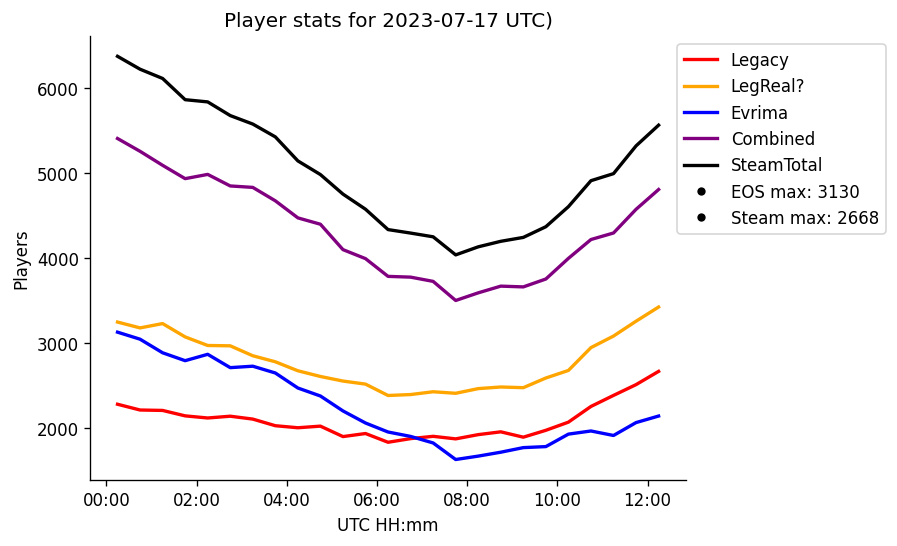 Player stats for 2023-07-17 UTC)
Legacy
LegReal?
Evrima
Combined
SteamTotal
EOS max: 3130
Steam max: 2668
6000
5000
4000
3000
2000
Players
00:00 02:00 04:00 06:00 08:00 10:00 12:00
UTC HH:mm